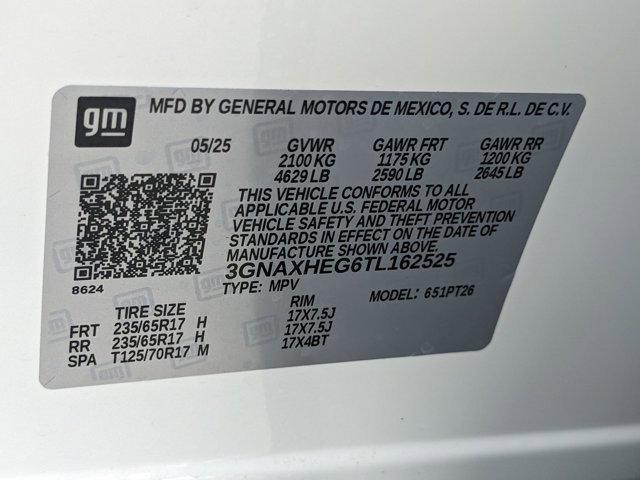 gm
MFD BY GENERAL MOTORS DE MEXICO, S. DE R.L. DE C.V.
05/25 GVWR GAWR FRT GAWR RR
2100 KG 1175 KG 1200 KG
4629 LB 2590 LB 2645 LB
THIS VEHICLE CONFORMS TO ALL
APPLICABLE U.S. FEDERAL MOTOR
VEHICLE SAFETY AND THEFT PREVENTION
STANDARDS IN EFFECT ON THE DATE OF
MANUFACTURE SHOWN ABOVE.
3GNAXHEG6TL162525
8624
TYPE: MPV MODEL: 651PT26
TIRE SIZE RIM
FRT 235/65R17 H 17X7.5J
RR 235/65R17 H 17X7.5J
SPA T125/70R17 M 17X4BT